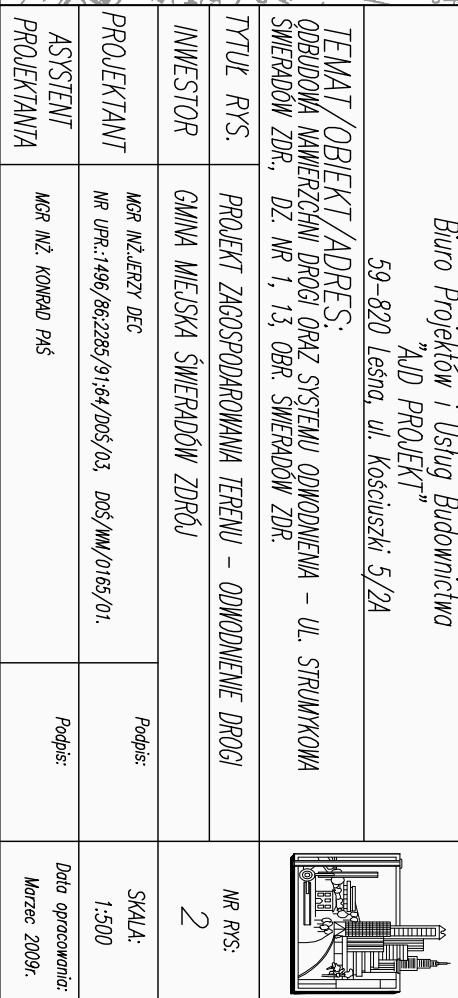 Biuro Projektów i Usług Budownictwa
"AJD PROJEKT"
59-820 Leśna, ul. Kościuszki 5/2A
TEMAT/OBIEKT/ADRES:
ODBUDOWA NAWIERZCHNI DROGI ORAZ SYSTEMU ODWODNIENIA - UL. STRUMYKOWA
ŚWIERADÓW ZDR., DZ. NR 1, 13, OBR. ŚWIERADÓW ZDR.
TYTUŁ RYS.
PROJEKT ZAGOSPODAROWANIA TERENU - ODWODNIENIE DROGI
NR RYS:
2
INWESTOR
GMINA MIEJSKA ŚWIERADÓW ZDRÓJ
PROJEKTANT
MGR INŻ.JERZY DEC
NR UPR.:1496/86;2285/91;64/DOŚ/03, DOŚ/WM/0165/01.
Podpis:
SKALA:
1:500
ASYSTENT
PROJEKTANTA
MGR INŻ. KONRAD PAŚ
Podpis:
Data opracowania:
Marzec 2009r.